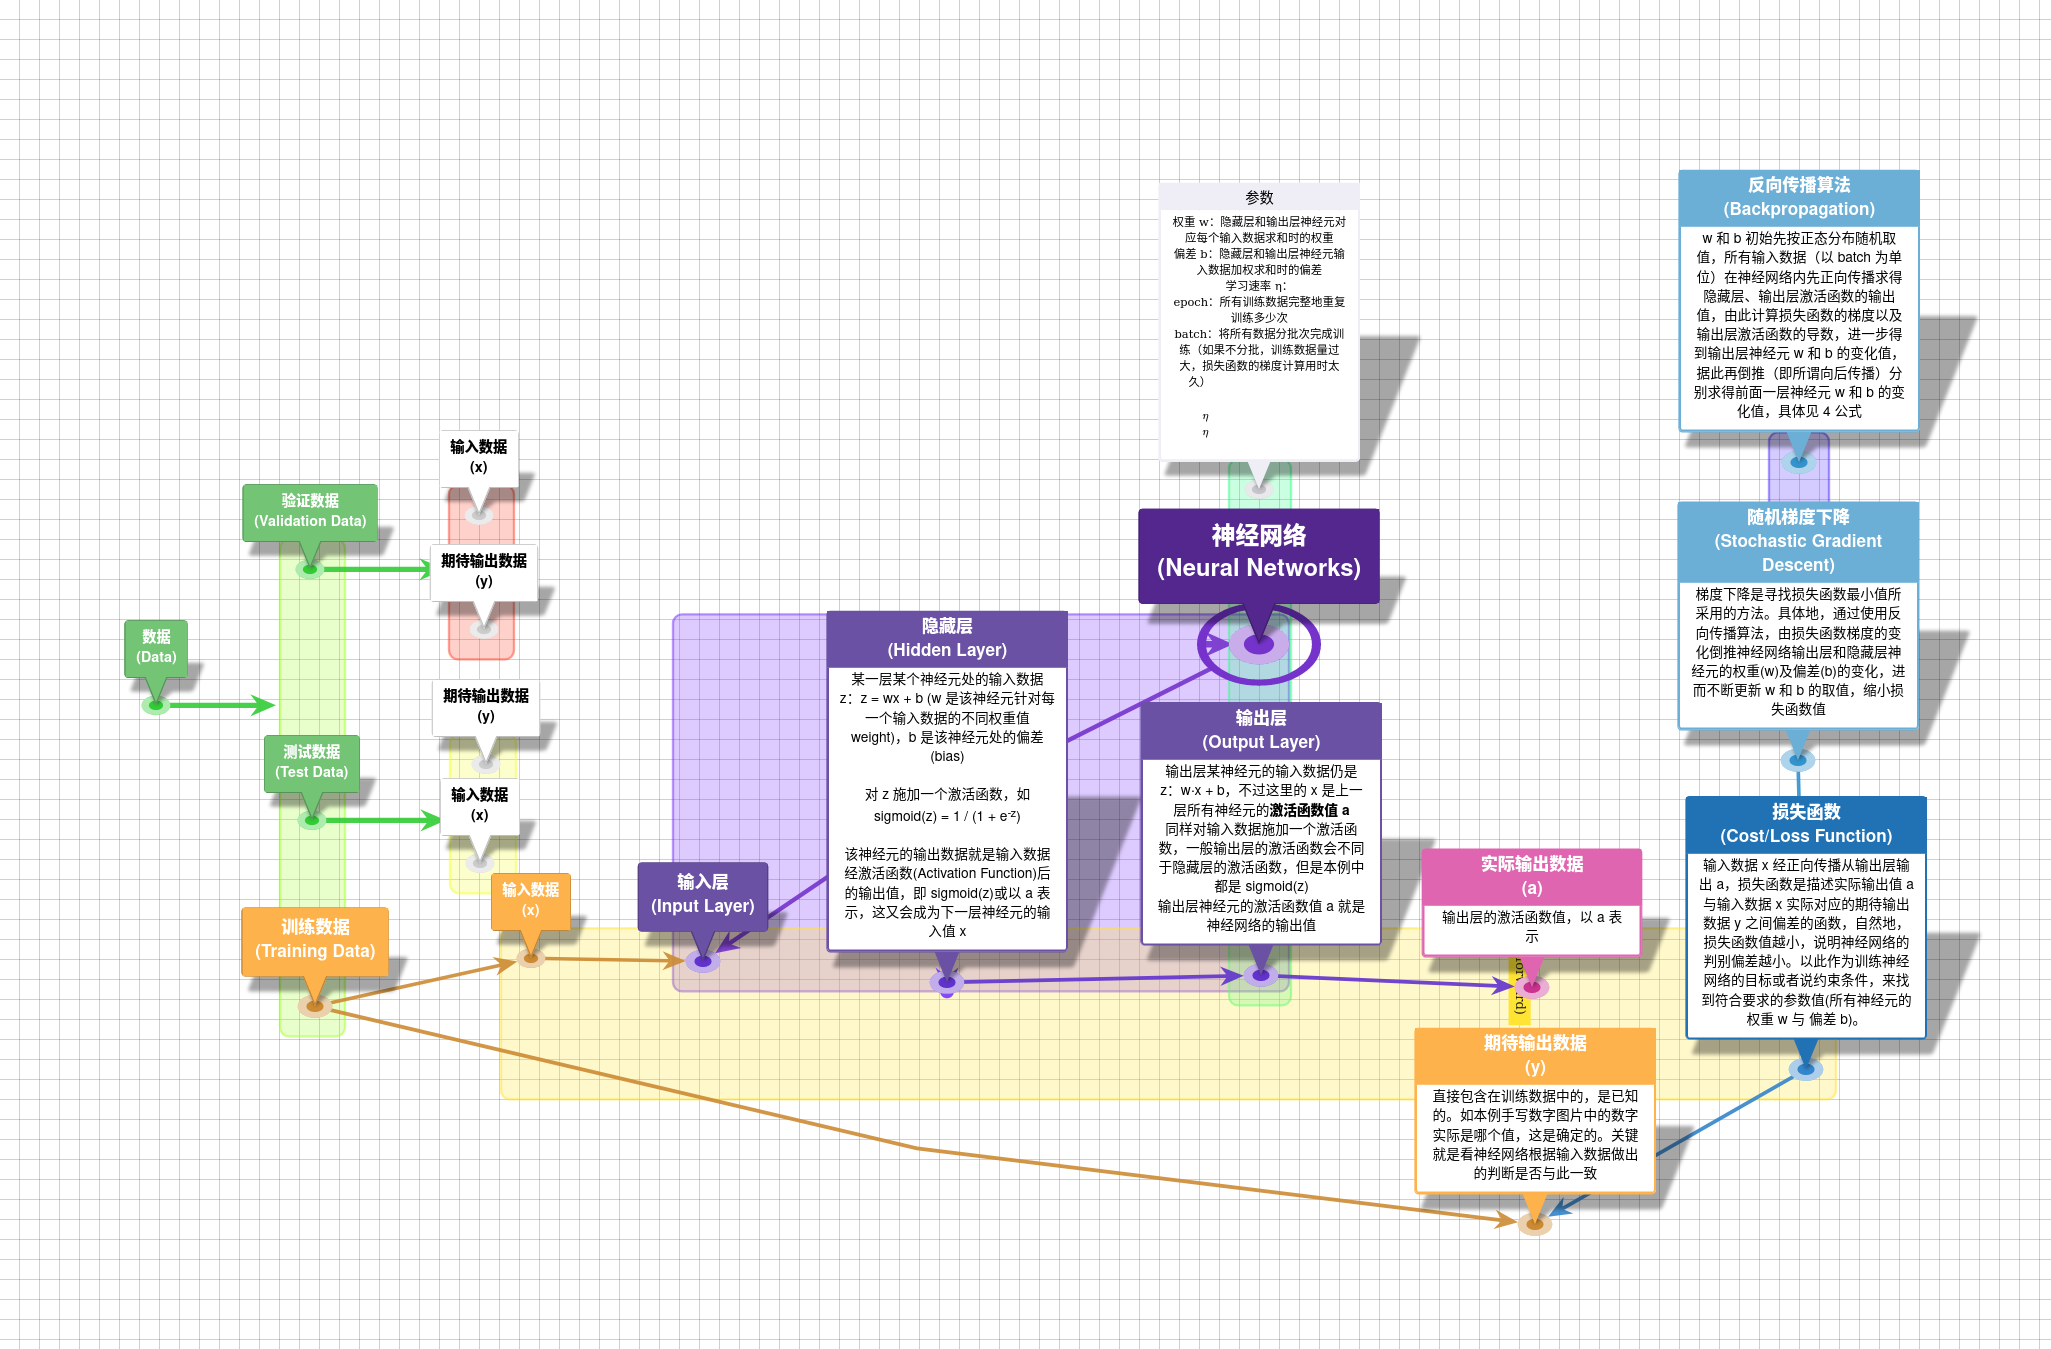 参数
权重 w：隐藏层和输出层神经元对
应每个输入数据求和时的权重
偏差 b：隐藏层和输出层神经元输
入数据加权求和时的偏差
学习速率 η：
epoch：所有训练数据完整地重复
训练多少次
batch：将所有数据分批次完成训
练（如果不分批，训练数据量过
大，损失函数的梯度计算用时太
久）
η
η
反向传播算法
(Backpropagation)
w 和 b 初始先按正态分布随机取
值，所有输入数据（以 batch 为单
位）在神经网络内先正向传播求得
隐藏层、输出层激活函数的输出
值，由此计算损失函数的梯度以及
输出层激活函数的导数，进一步得
到输出层神经元 w 和 b 的变化值，
据此再倒推（即所谓向后传播）分
别求得前面一层神经元 w 和 b 的变
化值，具体见 4 公式
输入数据
(x)
验证数据
(Validation Data)
期待输出数据
(y)
神经网络
(Neural Networks)
随机梯度下降
(Stochastic Gradient
Descent)
梯度下降是寻找损失函数最小值所
采用的方法。具体地，通过使用反
向传播算法，由损失函数梯度的变
化倒推神经网络输出层和隐藏层神
经元的权重(w)及偏差(b)的变化，进
而不断更新 w 和 b 的取值，缩小损
失函数值
数据
(Data)
期待输出数据
(y)
测试数据
(Test Data)
输入数据
(x)
隐藏层
(Hidden Layer)
某一层某个神经元处的输入数据
z：z = wx + b (w 是该神经元针对每
一个输入数据的不同权重值
weight)，b 是该神经元处的偏差
(bias)
对 z 施加一个激活函数，如
sigmoid(z) = 1 / (1 + e-z)
该神经元的输出数据就是输入数据
经激活函数(Activation Function)后
的输出值，即 sigmoid(z)或以 a 表
示，这又会成为下一层神经元的输
入值 x
输出层
(Output Layer)
输出层某神经元的输入数据仍是
z：w·x + b，不过这里的 x 是上一
层所有神经元的激活函数值 a
同样对输入数据施加一个激活函
数，一般输出层的激活函数会不同
于隐藏层的激活函数，但是本例中
都是 sigmoid(z)
输出层神经元的激活函数值 a 就是
神经网络的输出值
损失函数
(Cost/Loss Function)
输入数据 x 经正向传播从输出层输
出 a，损失函数是描述实际输出值 a
与输入数据 x 实际对应的期待输出
数据 y 之间偏差的函数，自然地，
损失函数值越小，说明神经网络的
判别偏差越小。以此作为训练神经
网络的目标或者说约束条件，来找
到符合要求的参数值(所有神经元的
权重 w 与 偏差 b)。
输入层
(Input Layer)
输入数据
(x)
训练数据
(Training Data)
实际输出数据
(a)
输出层的激活函数值，以 a 表
示
期待输出数据
(y)
直接包含在训练数据中的，是已知
的。如本例手写数字图片中的数字
实际是哪个值，这是确定的。关键
就是看神经网络根据输入数据做出
的判断是否与此一致